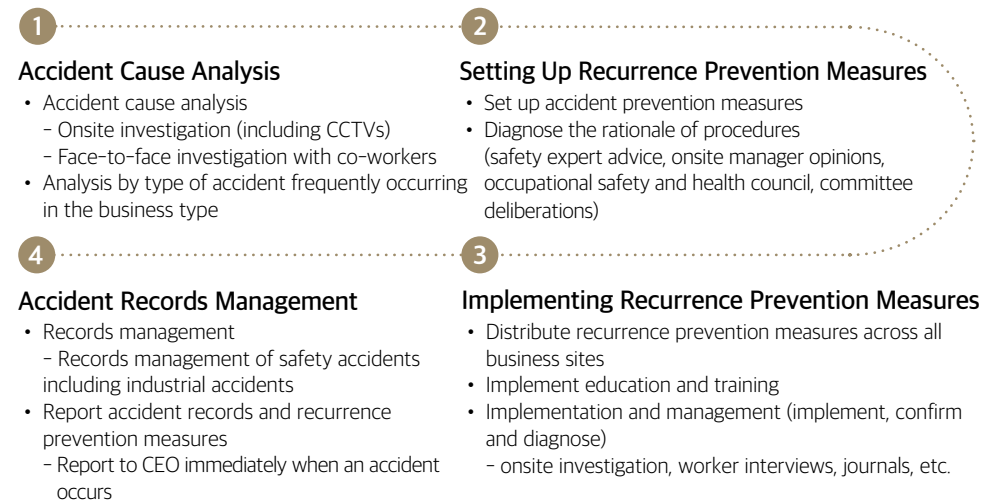 1
Accident Cause Analysis
• Accident cause analysis
- Onsite investigation (including CCTVs)
- Face-to-face investigation with co-workers
• Analysis by type of accident frequently occurring
in the business type
2
Setting Up Recurrence Prevention Measures
• Set up accident prevention measures
• Diagnose the rationale of procedures
(safety expert advice, onsite manager opinions,
occupational safety and health council, committee
deliberations)
3
Implementing Recurrence Prevention Measures
• Distribute recurrence prevention measures across all
business sites
• Implement education and training
• Implementation and management (implement, confirm
and diagnose)
- onsite investigation, worker interviews, journals, etc.
4
Accident Records Management
• Records management
- Records management of safety accidents
including industrial accidents
• Report accident records and recurrence
prevention measures
- Report to CEO immediately when an accident
occurs